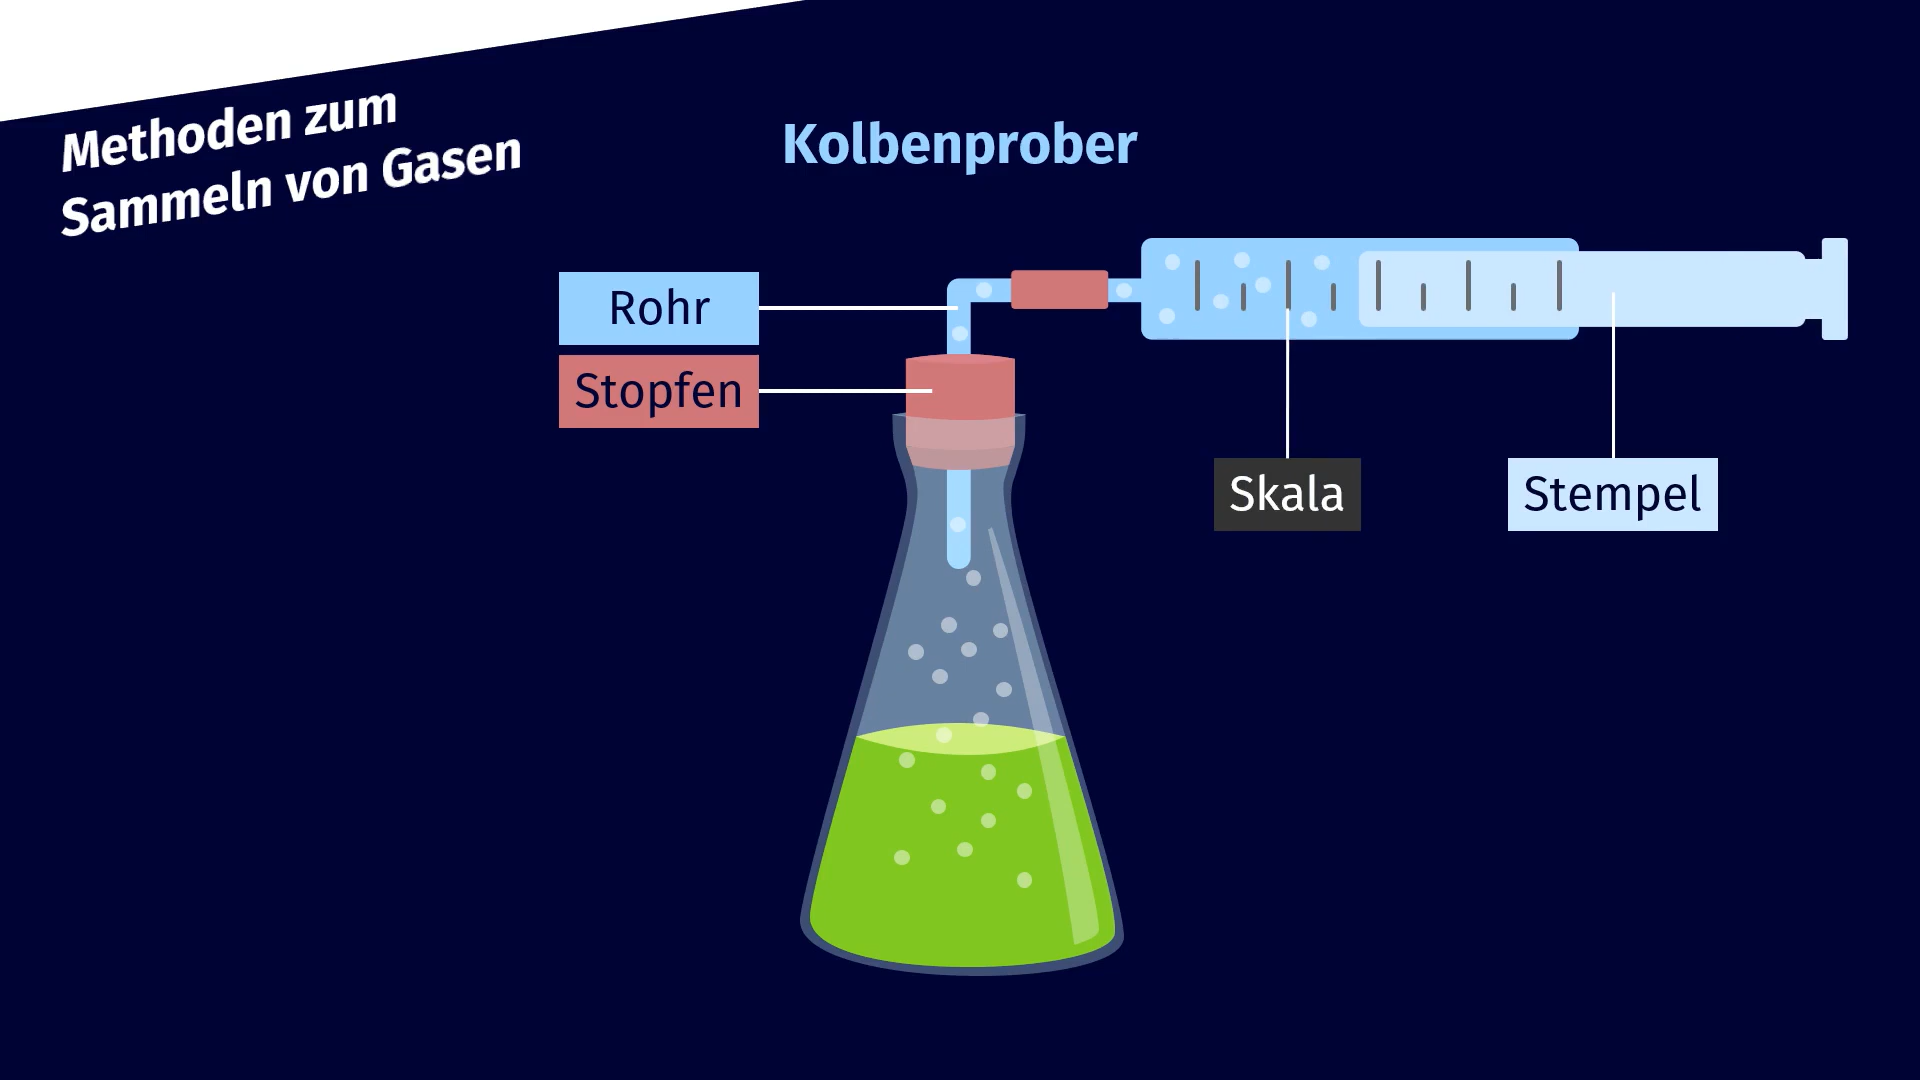 Methoden zum
Sammeln von Gasen
Kolbenprober
Rohr
Stopfen
Skala
Stempel